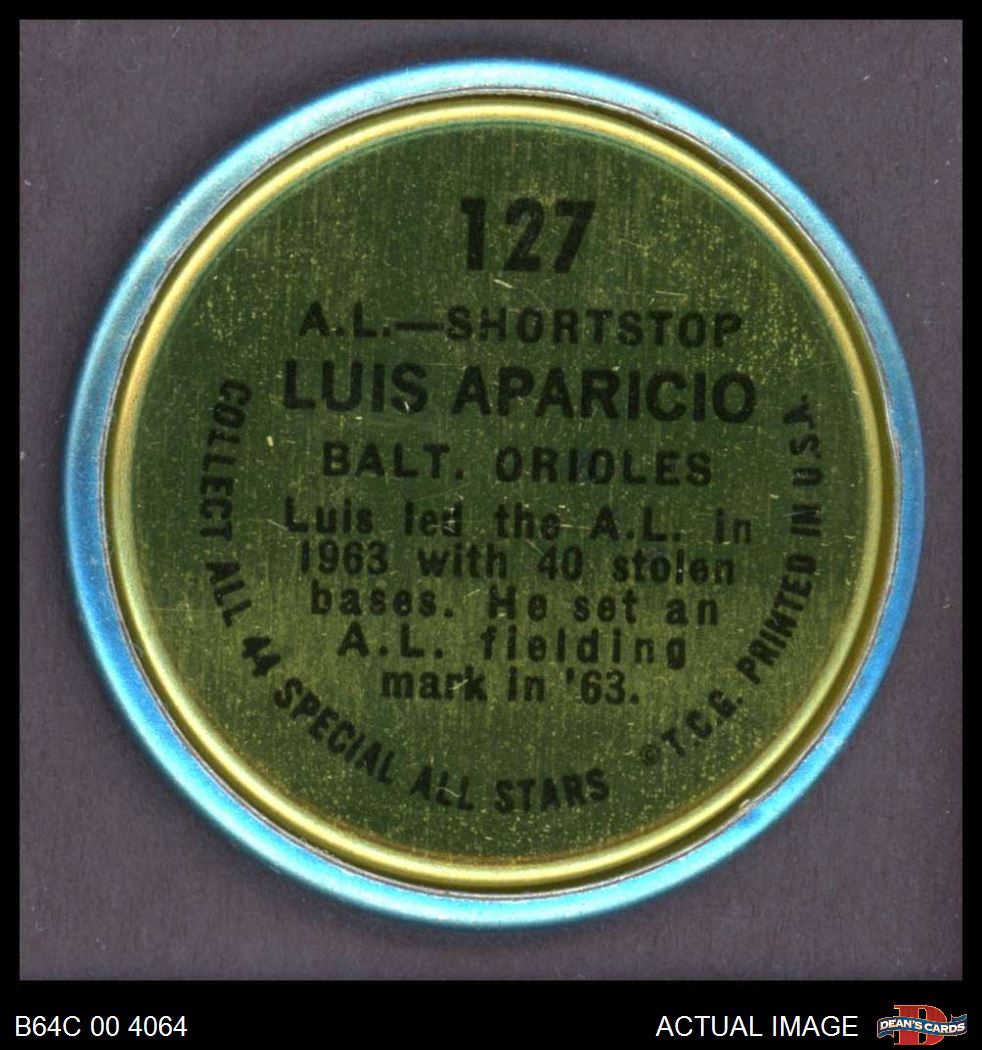 127
A.L.—SHORTSTOP
LUIS APARICIO
BALT. ORIOLES
Luis led the A.L. in
1963 with 40 stolen
bases. He set an
A.L. fielding
mark in '63.
COLLECT ALL 44 SPECIAL ALL STARS
© T.C.G. PRINTED IN U.S.A.
B64C 00 4064
ACTUAL IMAGE
DEAN'S CARDS